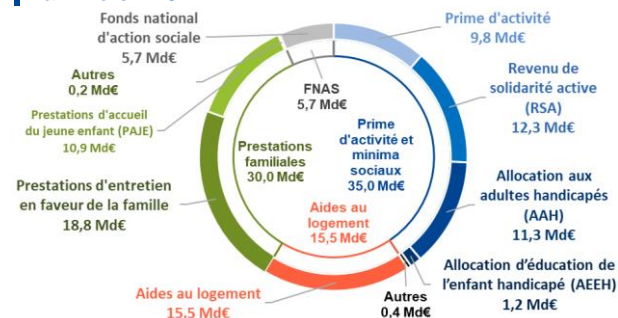 Fonds national
d'action sociale
5,7 Md€
Prime d'activité
9,8 Md€
Autres
0,2 Md€
Revenu de
solidarité active
(RSA)
12,3 Md€
Prestations d'accueil
du jeune enfant (PAJE)
10,9 Md€
FNAS
5,7 Md€
Prime
d'activité et
minima
sociaux
35,0 Md€
Prestations
familiales
30,0 Md€
Prestations d'entretien
en faveur de la famille
18,8 Md€
Allocation aux
adultes handicapés
(AAH)
11,3 Md€
Aides au
logement
15,5 Md€
Allocation d’éducation de
l’enfant handicapé (AEEH)
1,2 Md€
Aides au logement
15,5 Md€
Autres
0,4 Md€